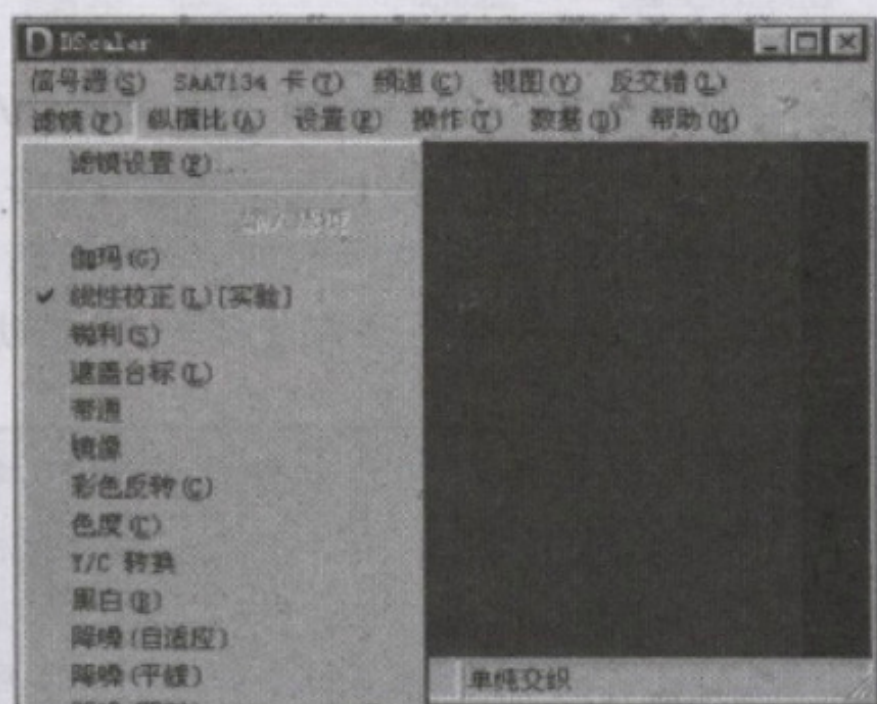 DScaler
信号源(S) SAA7134 卡(T) 频道(C) 视图(V) 反交错(L)
滤镜(F) 纵横比(A) 设置(E) 操作(T) 数据(D) 帮助(H)
滤镜设置(F)...
伽玛(G)
✓ 线性校正(L)[实验]
锐利(S)
遮盖台标(L)
带通
镜像
彩色反转(C)
色度(C)
Y/C 转换
黑白(B)
降噪(自适应)
降噪(平缓)
单纯交织